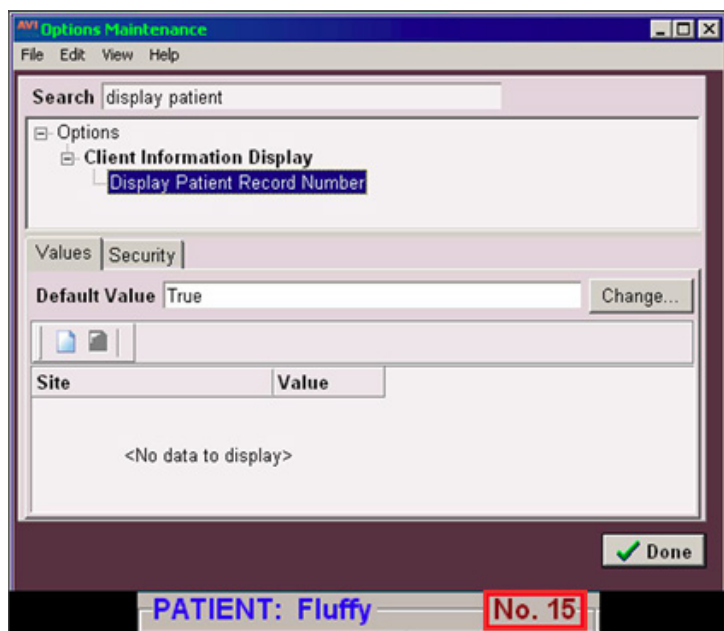 AVI Options Maintenance
File Edit View Help
Search display patient
Options
Client Information Display
Display Patient Record Number
Values Security
Default Value True Change...
Site Value
<No data to display>
Done
PATIENT: Fluffy No. 15